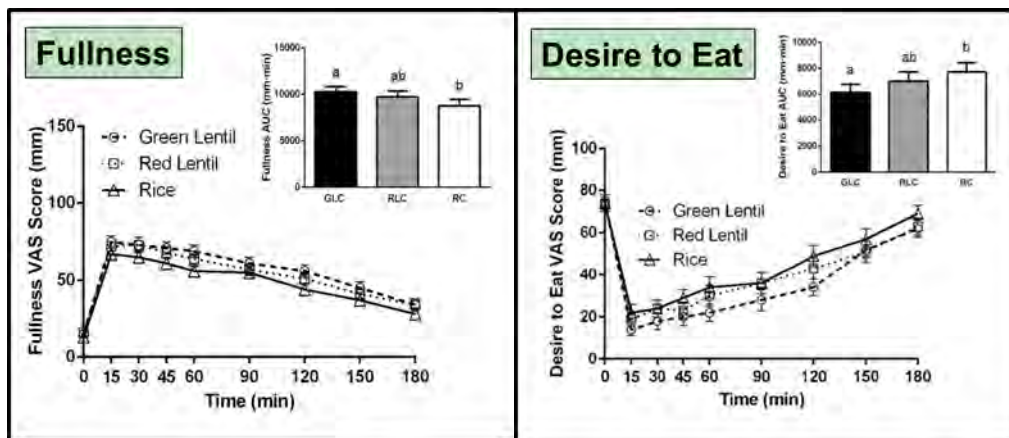 Fullness
15000
10000
5000
0
Fullness AUC (mm·min)
a
ab
b
GLC
RLC
RC
150
100
50
0
Fullness VAS Score (mm)
Green Lentil
Red Lentil
Rice
0 15 30 45 60 90 120 150 180
Time (min)
Desire to Eat
10000
8000
6000
4000
2000
0
Desire to Eat AUC (mm·min)
a
ab
b
GLC
RLC
RC
100
80
60
40
20
0
Desire to Eat VAS Score (mm)
Green Lentil
Red Lentil
Rice
0 15 30 45 60 90 120 150 180
Time (min)